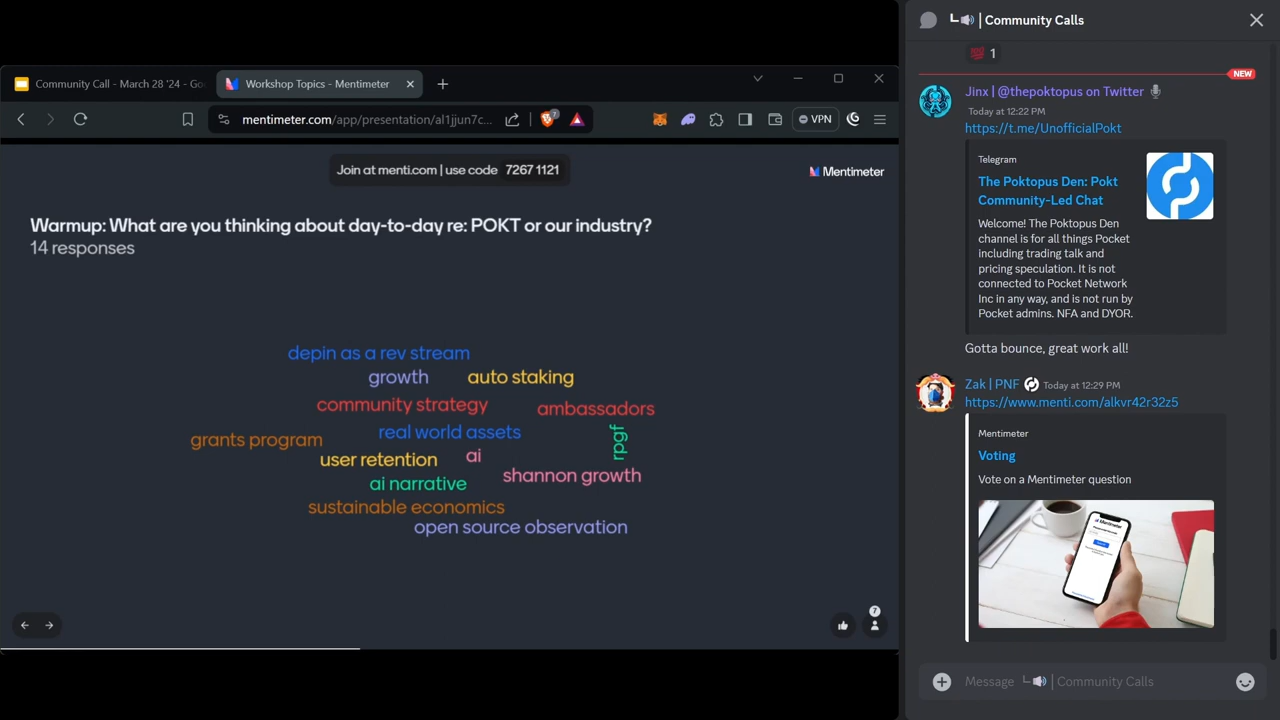 Community Call - March 28 '24 - Go
Workshop Topics - Mentimeter
mentimeter.com/app/presentation/al1jjun7c...
VPN
Join at menti.com | use code 7267 1121
Mentimeter
Warmup: What are you thinking about day-to-day re: POKT or our industry?
14 responses
depin as a rev stream
growth
auto staking
community strategy
ambassadors
grants program
real world assets
rpgf
user retention
ai
ai narrative
shannon growth
sustainable economics
open source observation
7
Community Calls
1
NEW
Jinx | @thepoktopus on Twitter
Today at 12:22 PM
https://t.me/UnofficialPokt
Telegram
The Poktopus Den: Pokt
Community-Led Chat
Welcome! The Poktopus Den
channel is for all things Pocket
including trading talk and
pricing speculation. It is not
connected to Pocket Network
Inc in any way, and is not run by
Pocket admins. NFA and DYOR.
Gotta bounce, great work all!
Zak | PNF Today at 12:29 PM
https://www.menti.com/alkvr42r32z5
Mentimeter
Voting
Vote on a Mentimeter question
Mentimeter
Message Community Calls